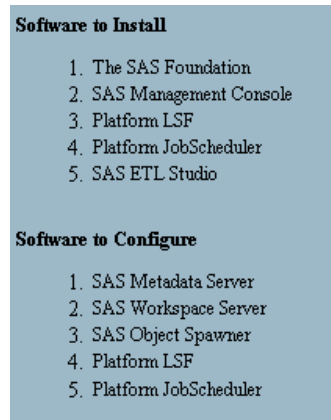 Software to Install
1. The SAS Foundation
2. SAS Management Console
3. Platform LSF
4. Platform JobScheduler
5. SAS ETL Studio
Software to Configure
1. SAS Metadata Server
2. SAS Workspace Server
3. SAS Object Spawner
4. Platform LSF
5. Platform JobScheduler